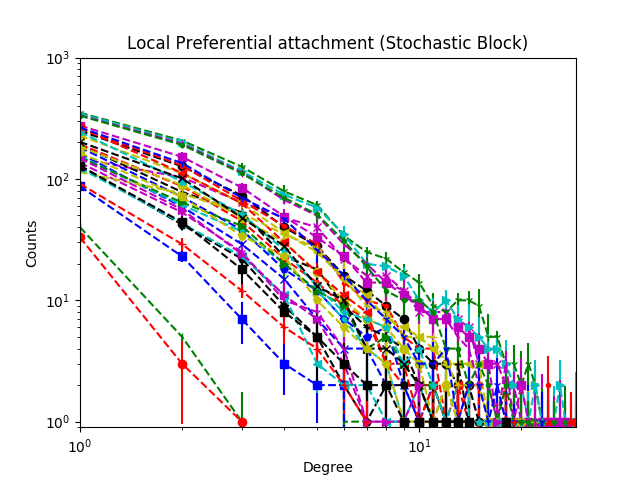 Local Preferential attachment (Stochastic Block)
10³
10²
10¹
10⁰
Counts
10⁰ 10¹
Degree